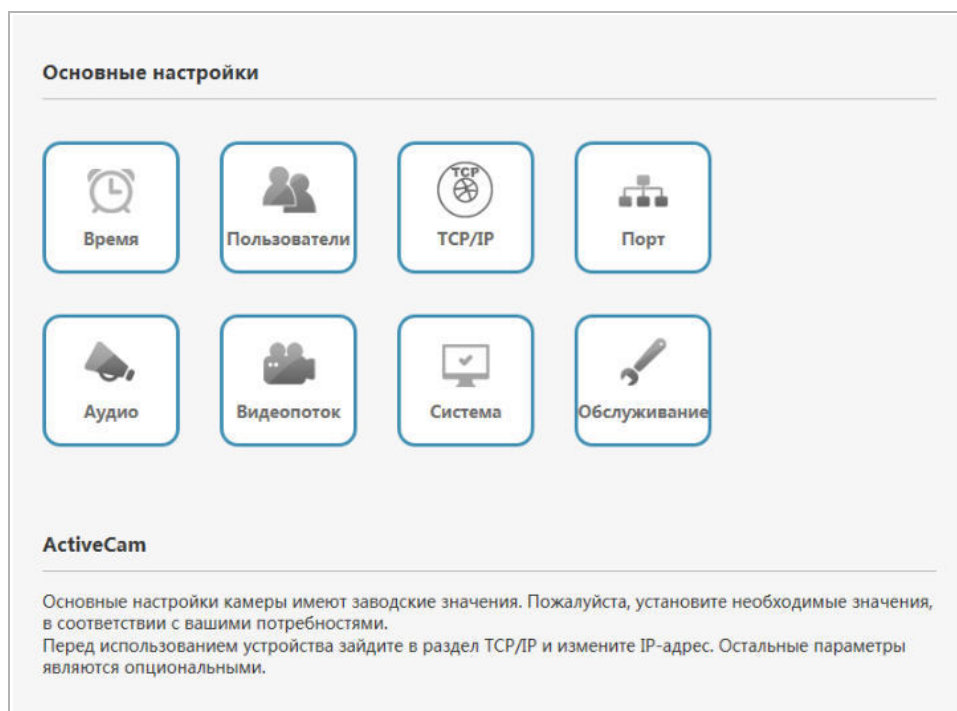 Основные настройки
Время
Пользователи
TCP
TCP/IP
Порт
Аудио
Видеопоток
Система
Обслуживание
ActiveCam
Основные настройки камеры имеют заводские значения. Пожалуйста, установите необходимые значения,
в соответствии с вашими потребностями.
Перед использованием устройства зайдите в раздел TCP/IP и измените IP-адрес. Остальные параметры
являются опциональными.